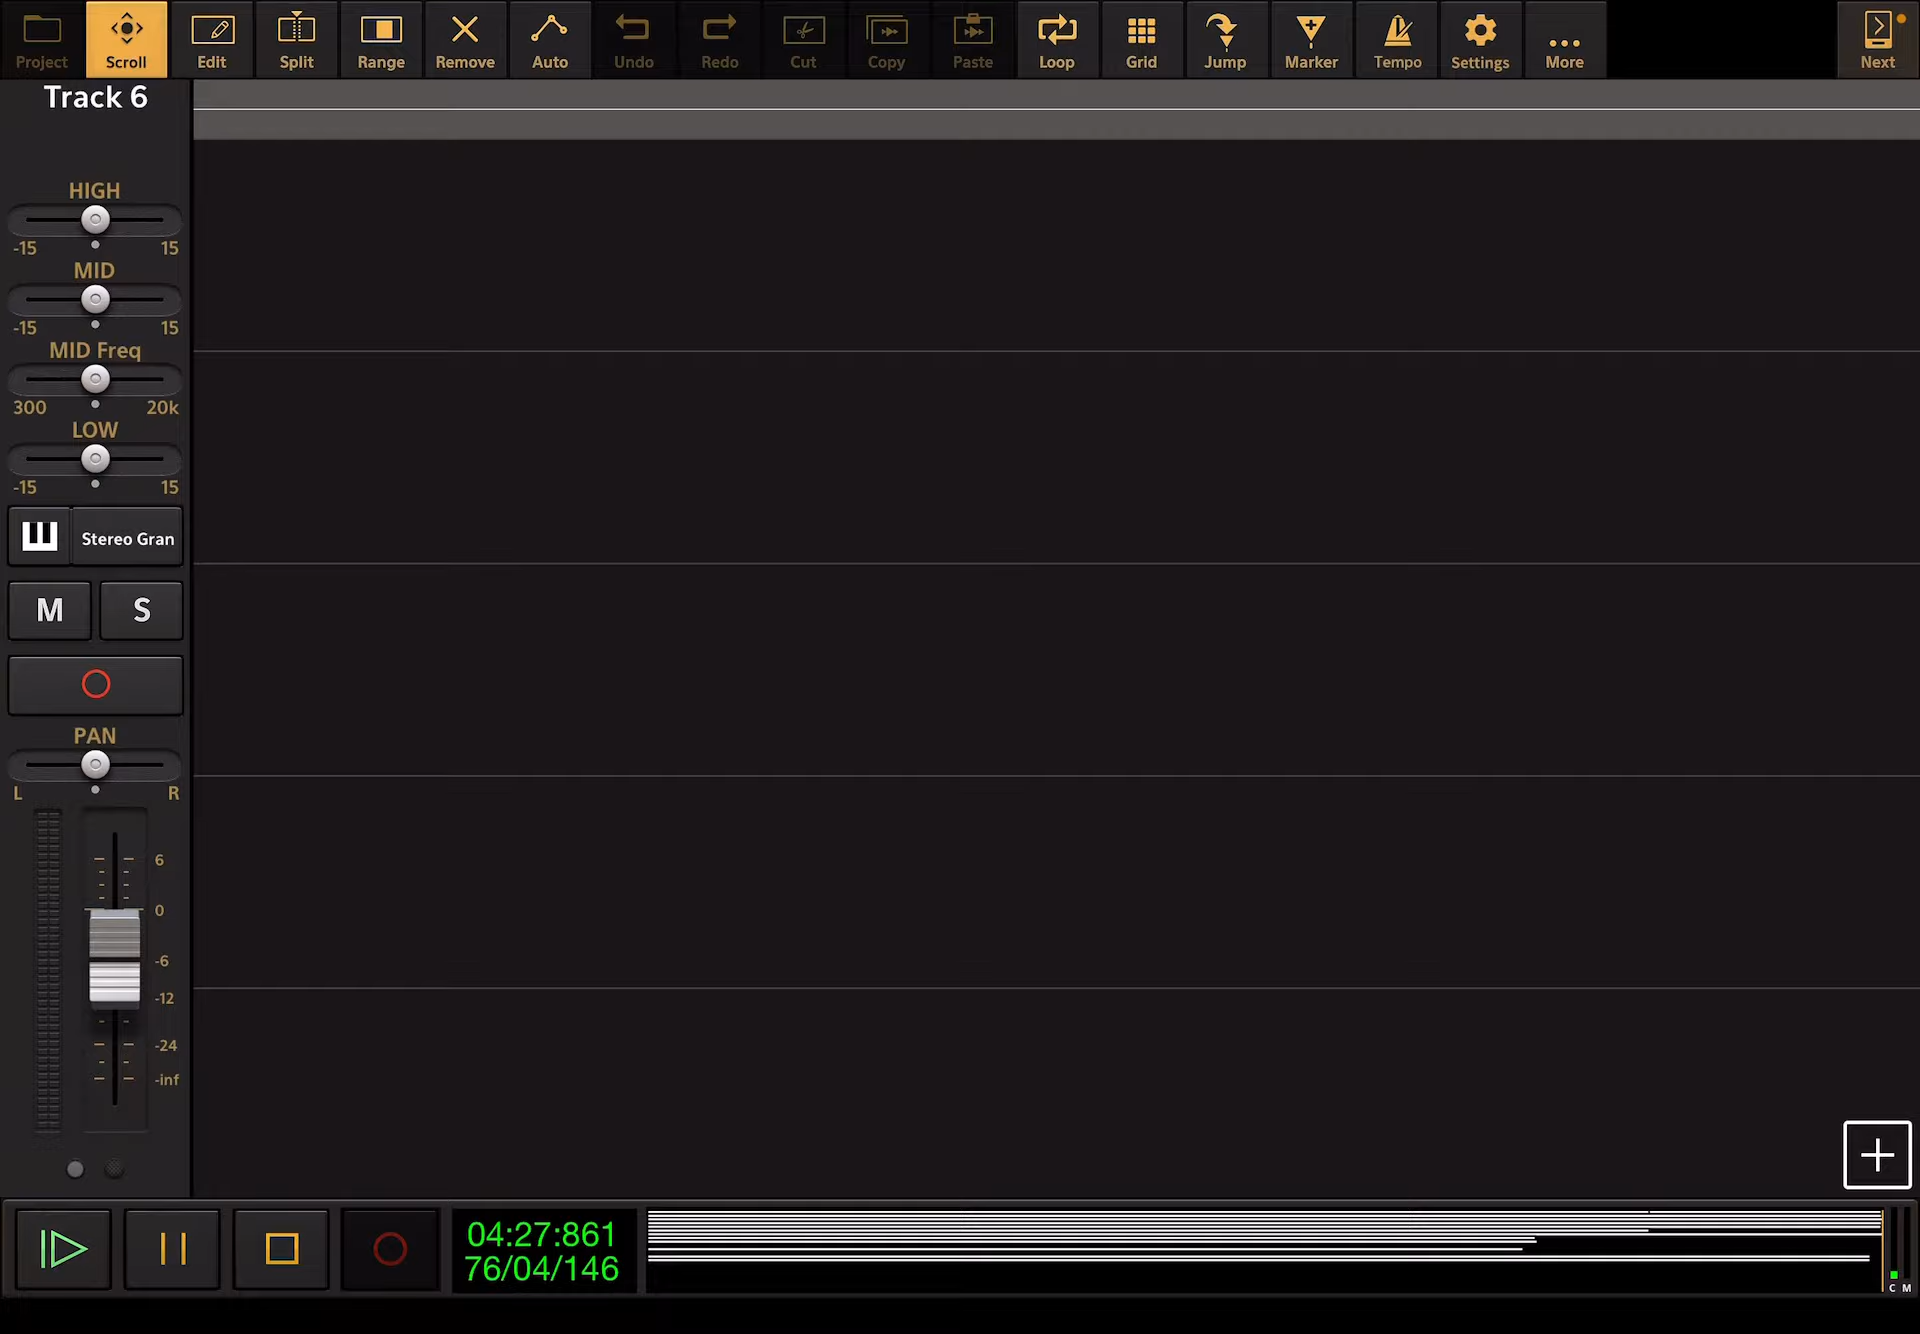 Project Scroll Edit Split Range Remove Auto Undo Redo Cut Copy Paste Loop Grid Jump Marker Tempo Settings More Next
Track 6
HIGH
-15 15
MID
-15 15
MID Freq
300 20k
LOW
-15 15
Stereo Gran
M S
PAN
L R
6
0
-6
-12
-24
-inf
04:27:861
76/04/146
C M